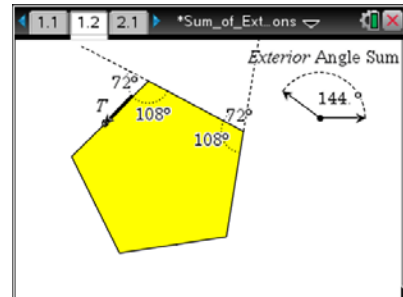 1.1 1.2 2.1 *Sum_of_Ext...ons
Exterior Angle Sum
72°
T
108°
72°
108°
144.°